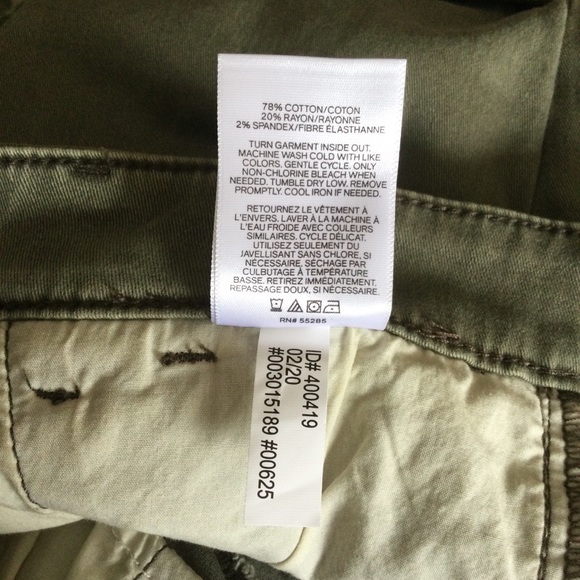 78% COTTON/COTON
20% RAYON/RAYONNE
2% SPANDEX/FIBRE ÉLASTHANNE
TURN GARMENT INSIDE OUT.
MACHINE WASH COLD WITH LIKE
COLORS. GENTLE CYCLE. ONLY
NON-CHLORINE BLEACH WHEN
NEEDED. TUMBLE DRY LOW. REMOVE
PROMPTLY. COOL IRON IF NEEDED.
RETOURNEZ LE VÊTEMENT À
L'ENVERS. LAVER À LA MACHINE À
L'EAU FROIDE AVEC COULEURS
SIMILAIRES. CYCLE DÉLICAT.
UTILISEZ SEULEMENT DU
JAVELLISANT SANS CHLORE, SI
NÉCESSAIRE. SÉCHAGE PAR
CULBUTAGE À TEMPÉRATURE
BASSE. RETIREZ IMMÉDIATEMENT.
REPASSAGE DOUX, SI NÉCESSAIRE.
RN# 55285
ID# 400419
02/20
#003015189 #00625